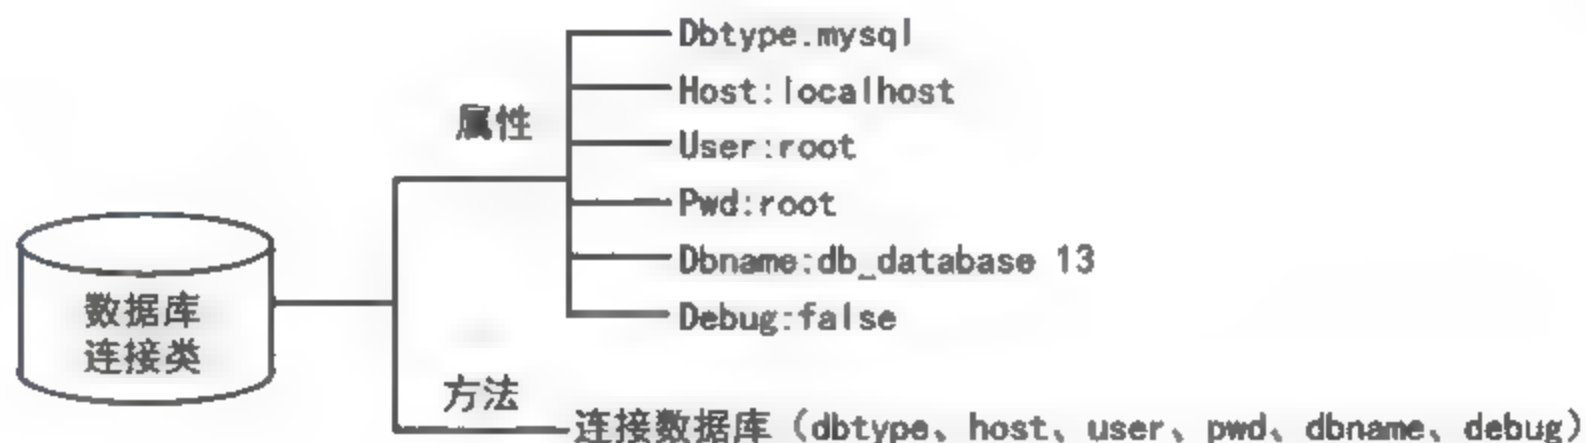 Dbtype.mysql
Host:localhost
属性
User:root
Pwd:root
Dbname:db_database 13
数据库
连接类
Debug:false
方法
连接数据库（dbtype、host、user、pwd、dbname、debug）